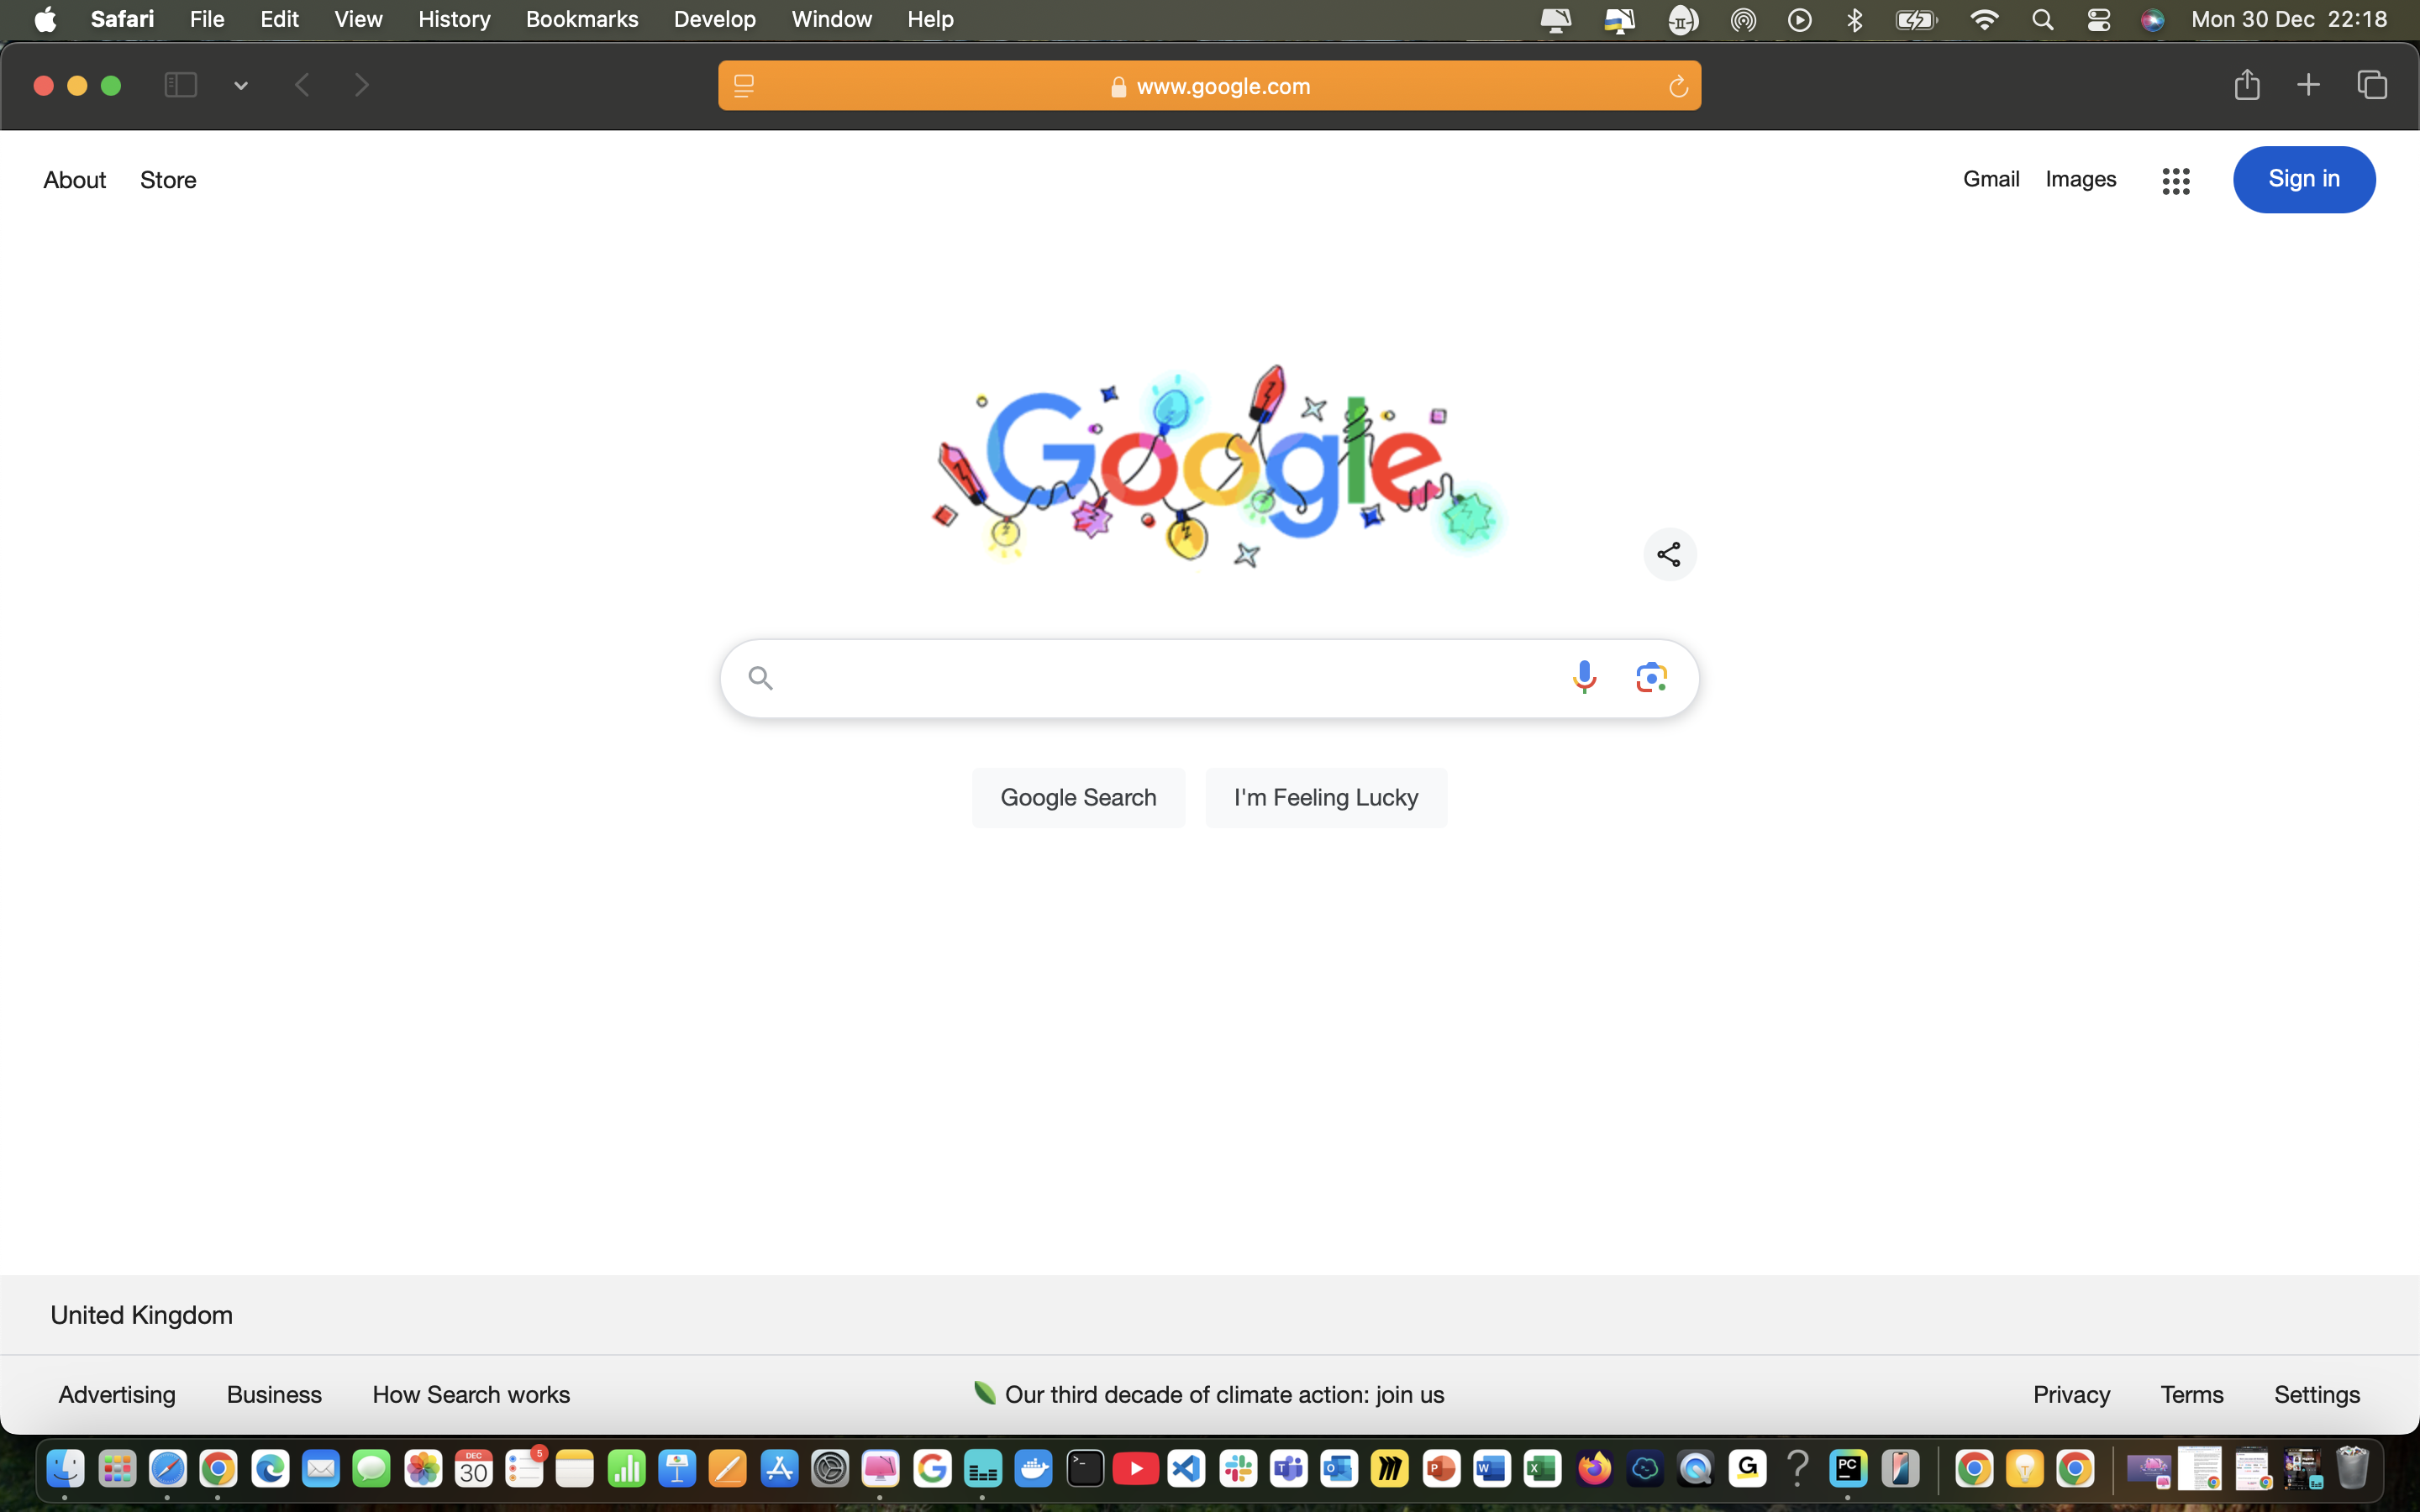 Safari File Edit View History Bookmarks Develop Window Help Mon 30 Dec 22:18
www.google.com
About Store Gmail Images Sign in
Google
Google Search I'm Feeling Lucky
United Kingdom
Advertising Business How Search works Our third decade of climate action: join us Privacy Terms Settings
DEC
30
5
PC